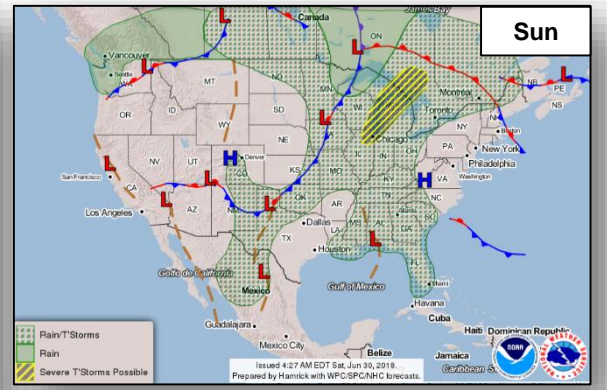 Sun
James Bay
Canada
L
L
ON
Vancouver
L
Seattle
WA
L
L
MT
ND
MN
WI
MI
Montréal
NB
PE
NS
OR
ID
WY
SD
IA
Toronto
Boston
NY
L
Chicago
NV
UT
H
Denver
CO
NE
IL
IN
OH
PA
New York
Philadelphia
L
San Francisco
CA
L
KS
MO
KY
H
VA
Washington
Los Angeles
L
AZ
NM
L
OK
AR
TN
NC
Dallas
MS
AL
Atlanta
GA
SC
TX
LA
Houston
L
FL
Golfo de California
L
Mexico
Gulf of Mexico
Miami
Havana
Cuba
Guadalajara
Haiti
Dominican Republic
Mexico City
Belize
Jamaica
Caribbean S
Rain/T'Storms
Rain
Severe T'Storms Possible
Issued 4:27 AM EDT Sat, Jun 30, 2018
Prepared by Hamrick with WPC/SPC/NHC forecasts.
NOAA